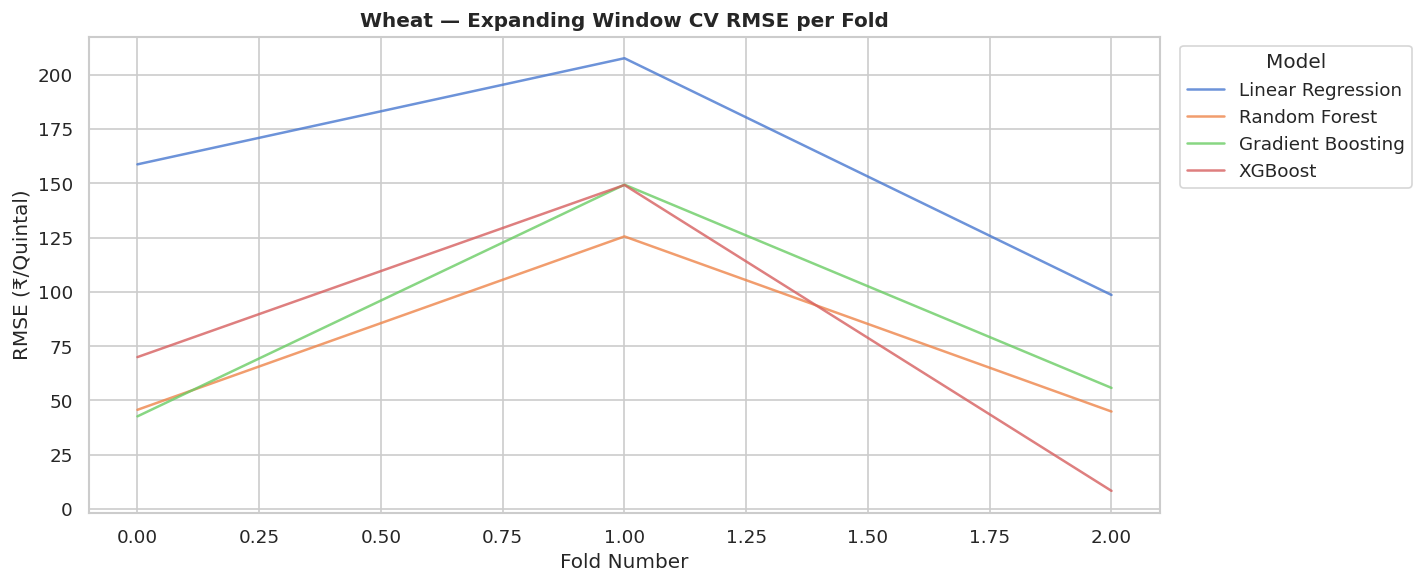 Wheat — Expanding Window CV RMSE per Fold
RMSE (₹/Quintal)
200
175
150
125
100
75
50
25
0
0.00 0.25 0.50 0.75 1.00 1.25 1.50 1.75 2.00
Fold Number
Model
Linear Regression
Random Forest
Gradient Boosting
XGBoost